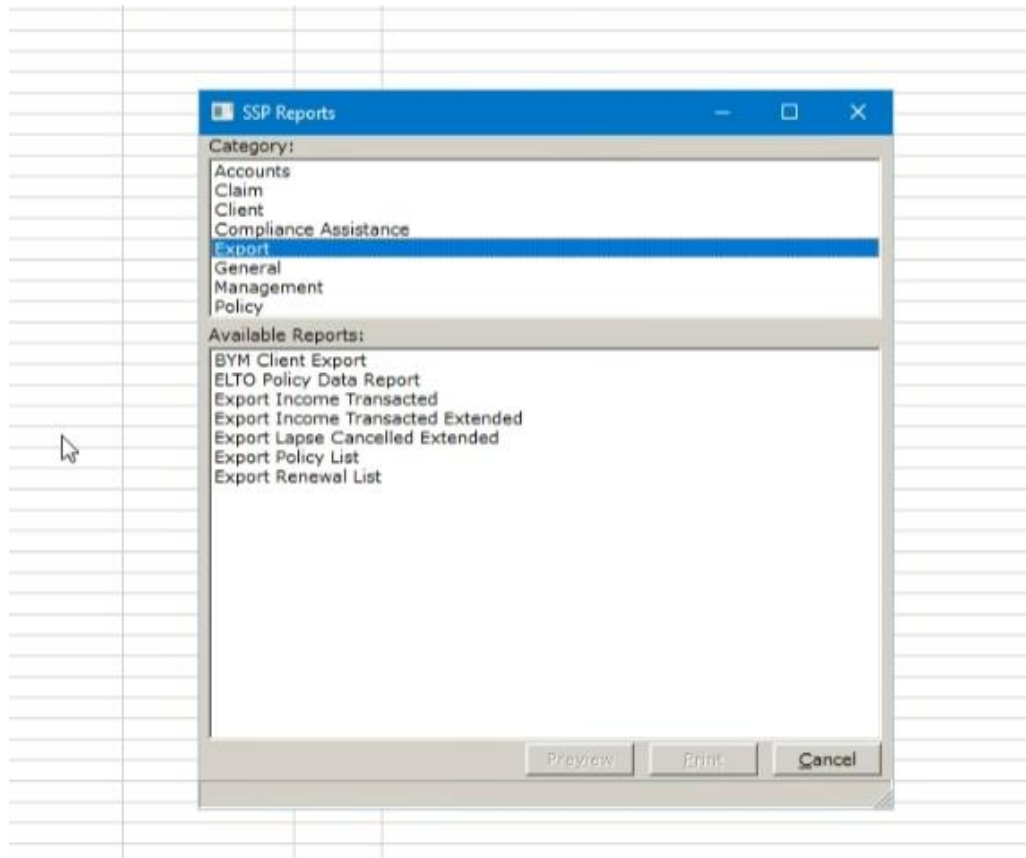 SSP Reports
Category:
Accounts
Claim
Client
Compliance Assistance
Export
General
Management
Policy
Available Reports:
BYM Client Export
ELTO Policy Data Report
Export Income Transacted
Export Income Transacted Extended
Export Lapse Cancelled Extended
Export Policy List
Export Renewal List
Preview Print Cancel